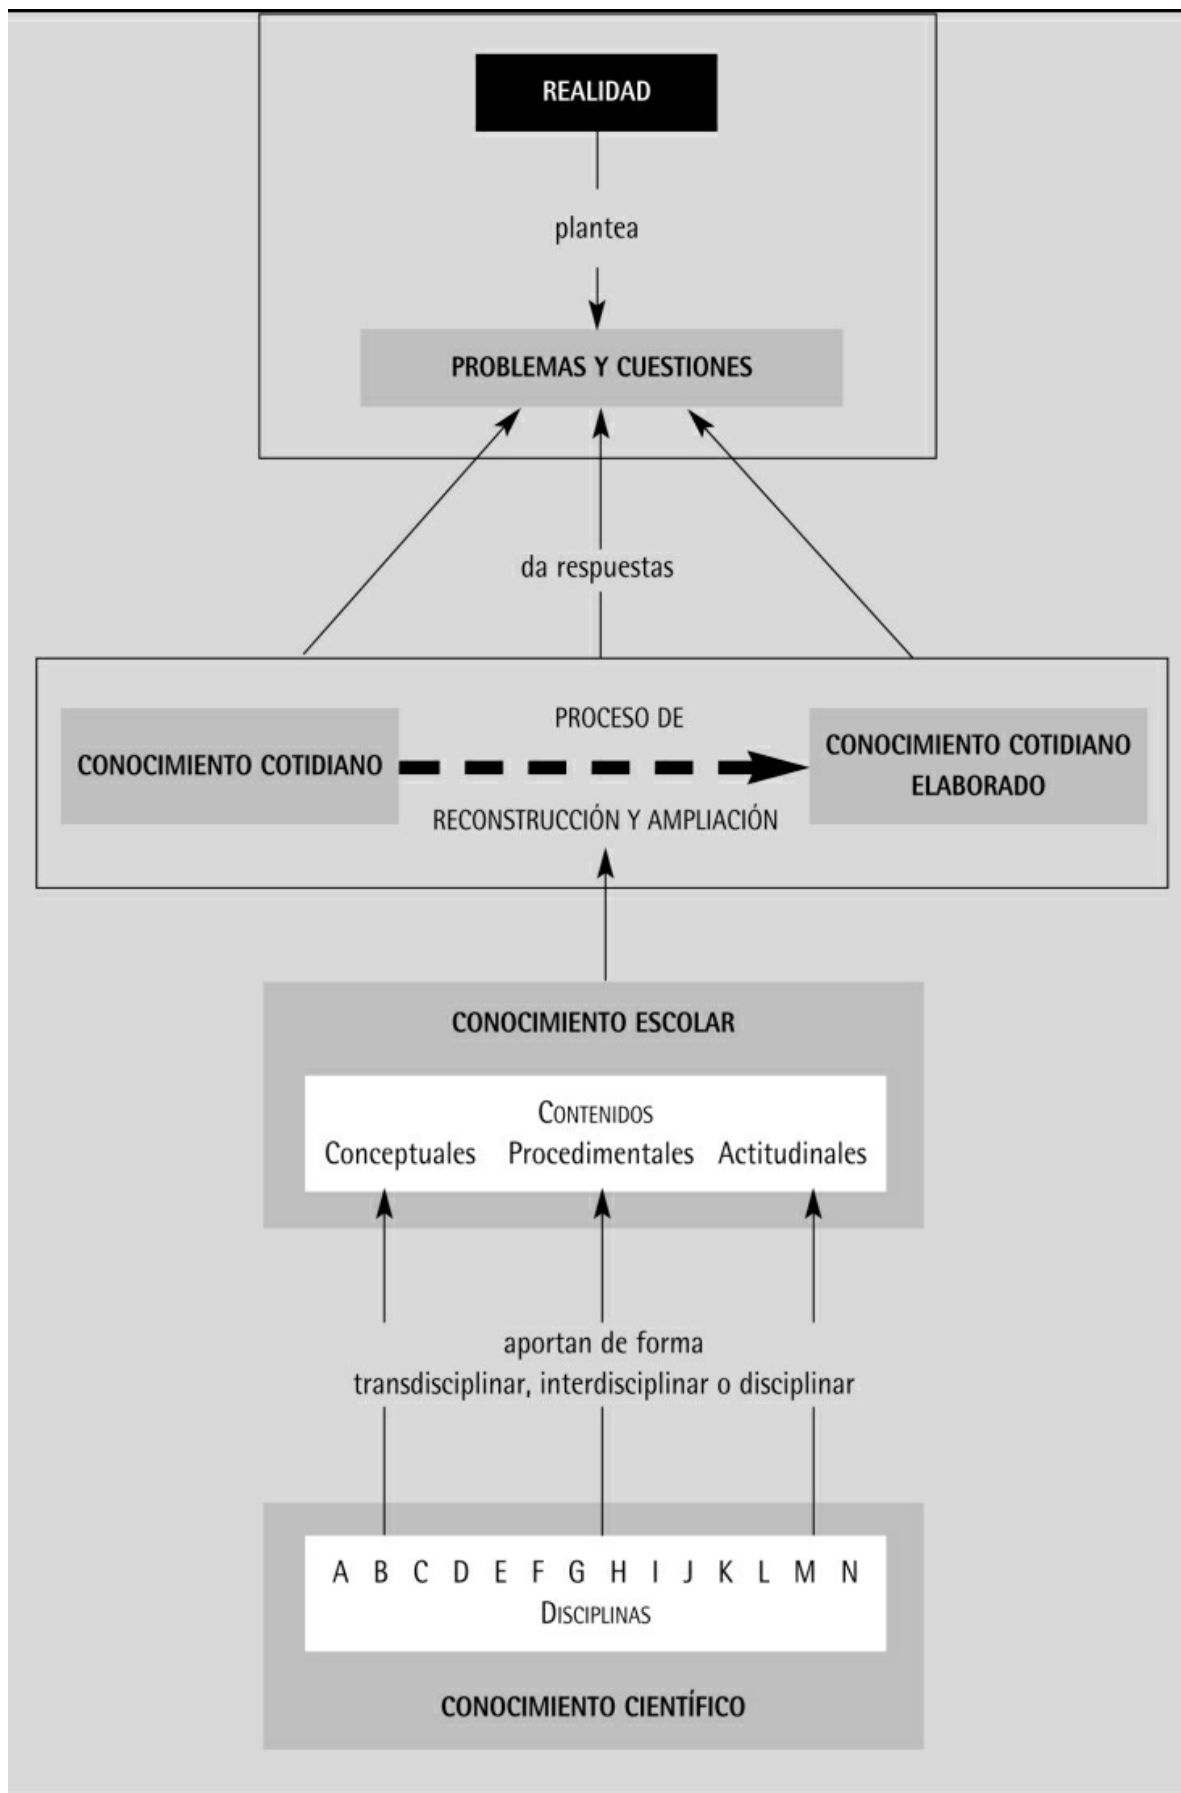 REALIDAD
plantea
PROBLEMAS Y CUESTIONES
da respuestas
CONOCIMIENTO COTIDIANO
PROCESO DE
RECONSTRUCCIÓN Y AMPLIACIÓN
CONOCIMIENTO COTIDIANO
ELABORADO
CONOCIMIENTO ESCOLAR
CONTENIDOS
Conceptuales Procedimentales Actitudinales
aportan de forma
transdisciplinar, interdisciplinar o disciplinar
A B C D E F G H I J K L M N
DISCIPLINAS
CONOCIMIENTO CIENTÍFICO